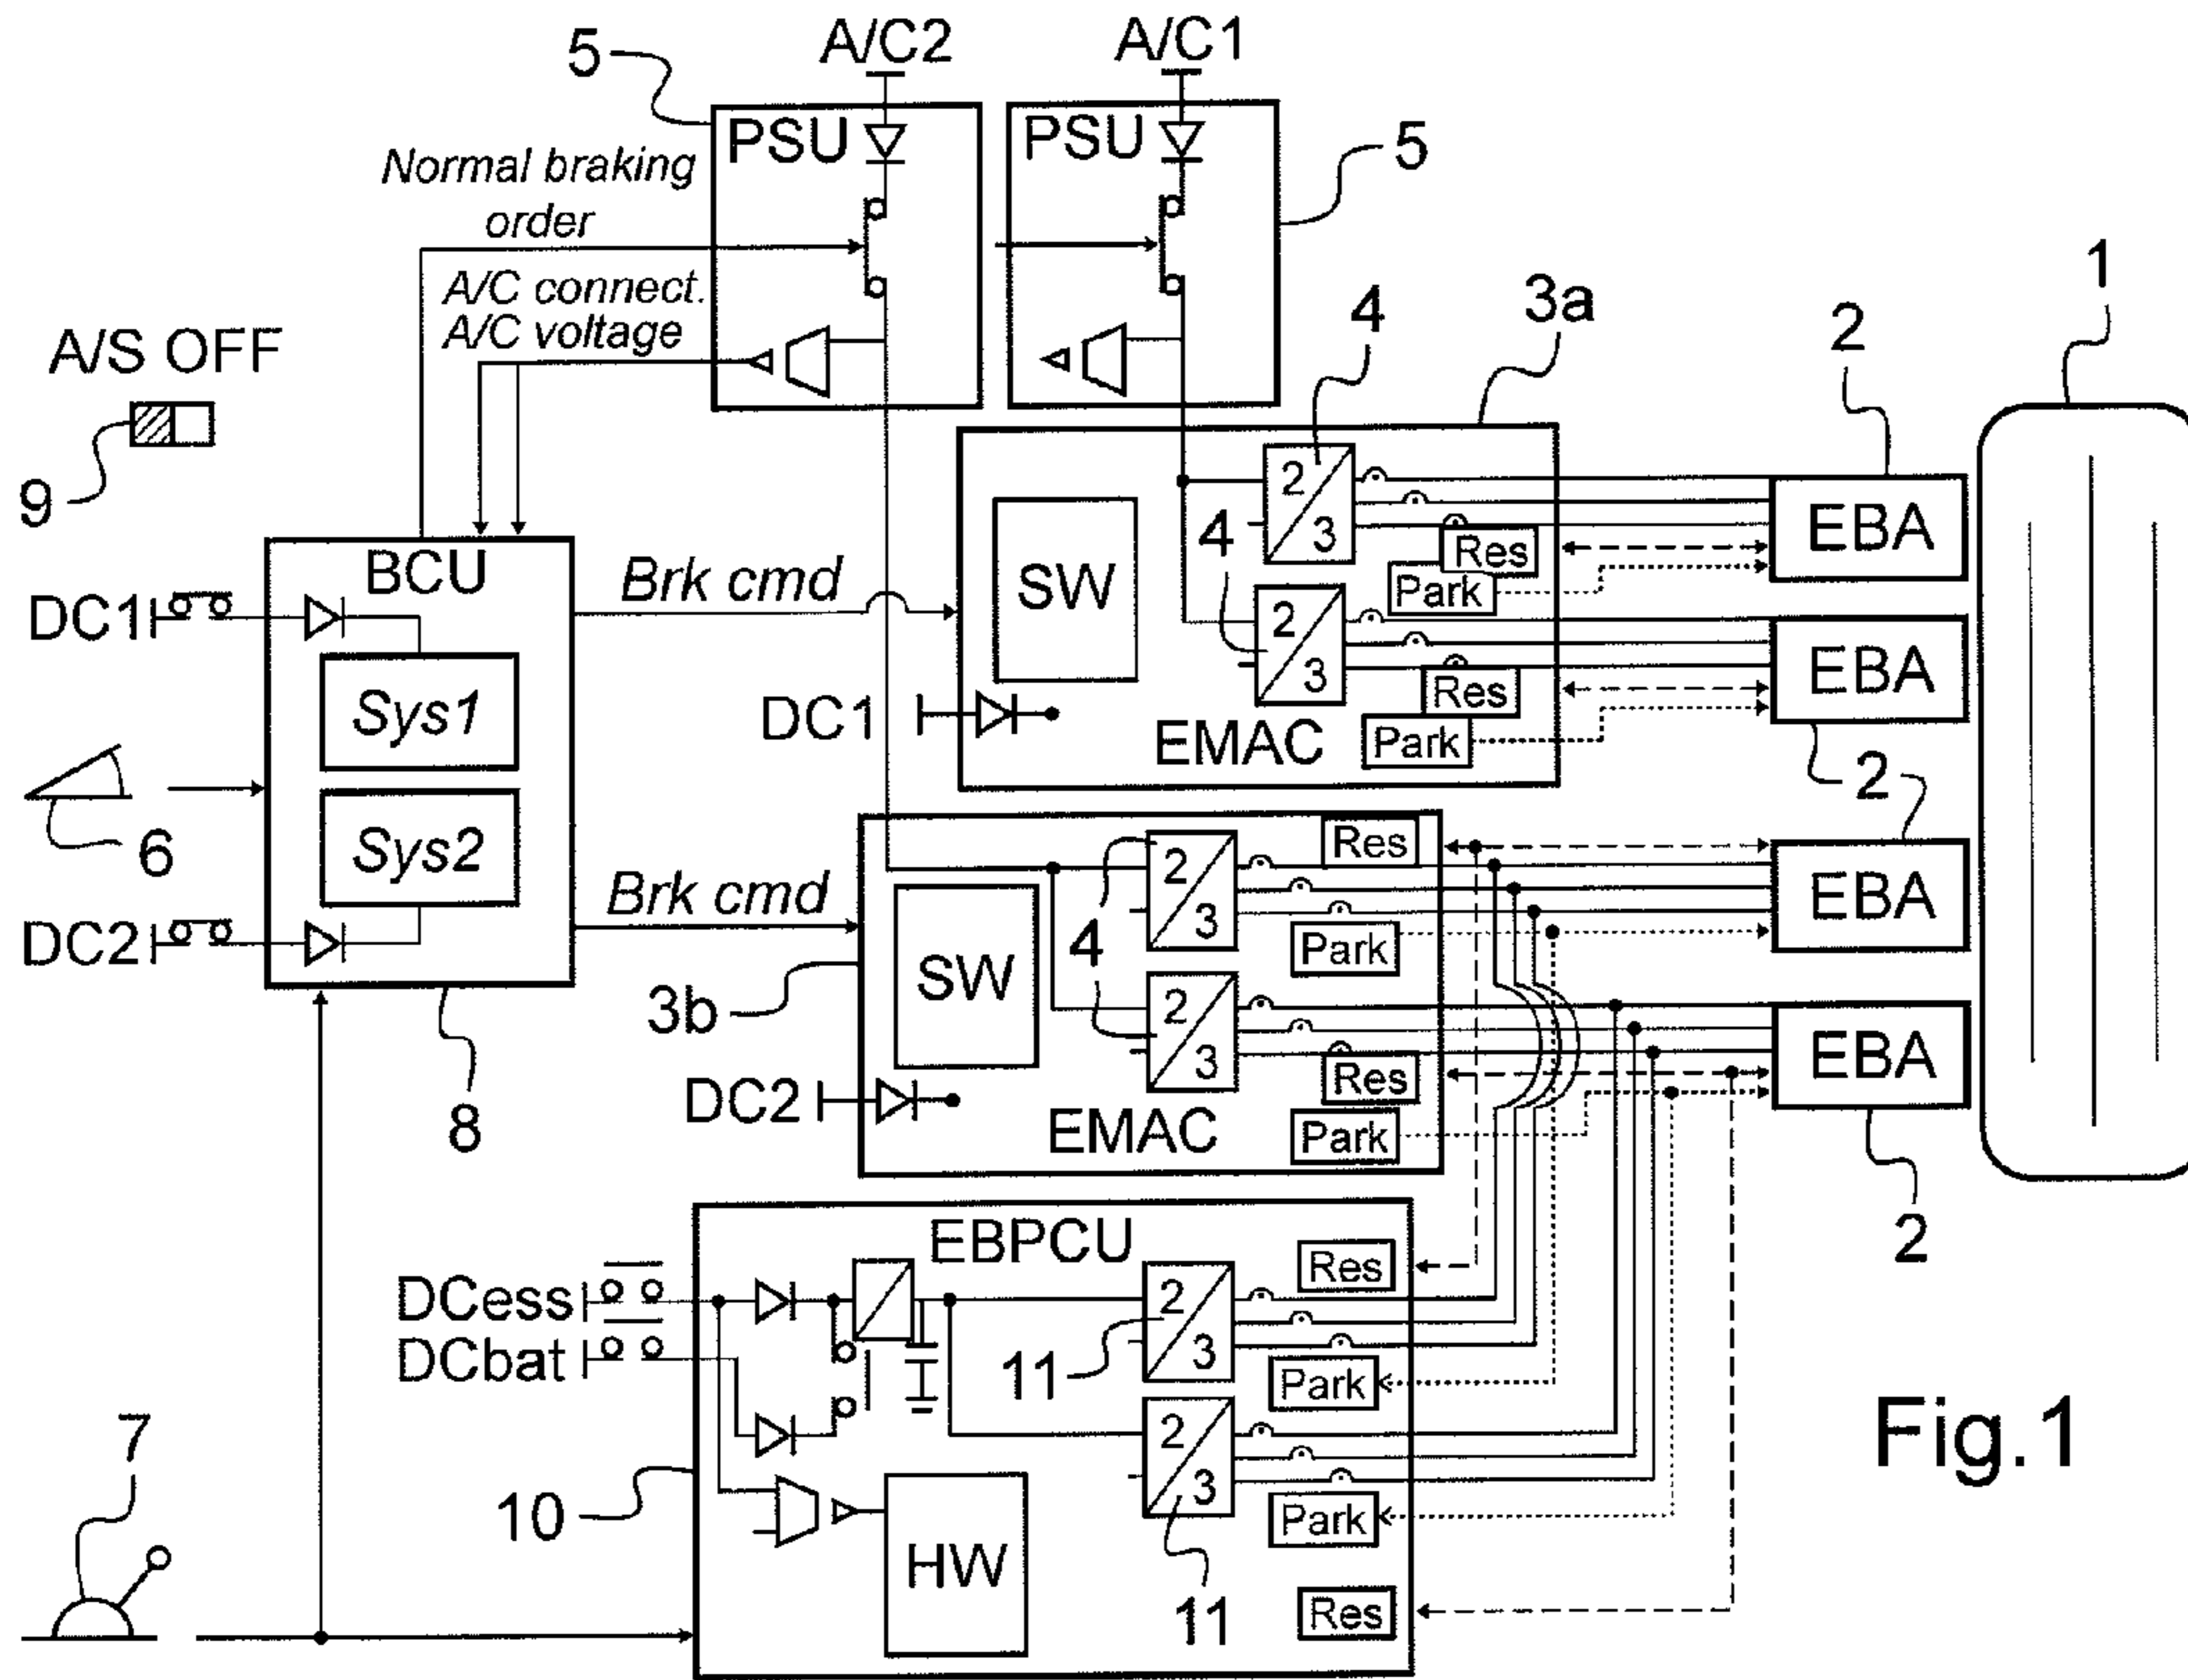 A/C2
A/C1
5
PSU
PSU
5
Normal braking
order
A/C connect.
A/C voltage
A/S OFF
9
3a
4
2
1
2
3
EBA
Res
Park
4
2
3
EBA
Res
Park
2
SW
DC1
EMAC
BCU
Brk cmd
DC1
Sys1
6
Sys2
DC2
Brk cmd
8
3b
SW
DC2
EMAC
4
2
3
Res
Park
EBA
4
2
3
Res
Park
EBA
2
EBPCU
DCess
DCbat
2
3
Res
Park
11
2
3
Park
Res
11
10
HW
7
Fig.1